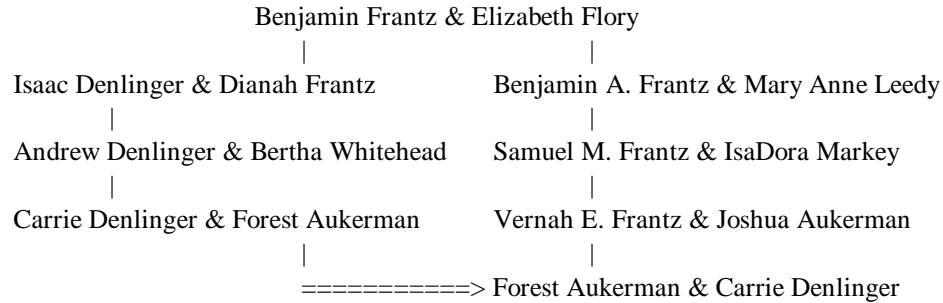 Benjamin Frantz & Elizabeth Flory
| |
Isaac Denlinger & Dianah Frantz Benjamin A. Frantz & Mary Anne Leedy
| |
Andrew Denlinger & Bertha Whitehead Samuel M. Frantz & IsaDora Markey
| |
Carrie Denlinger & Forest Aukerman Vernah E. Frantz & Joshua Aukerman
| |
===========> Forest Aukerman & Carrie Denlinger